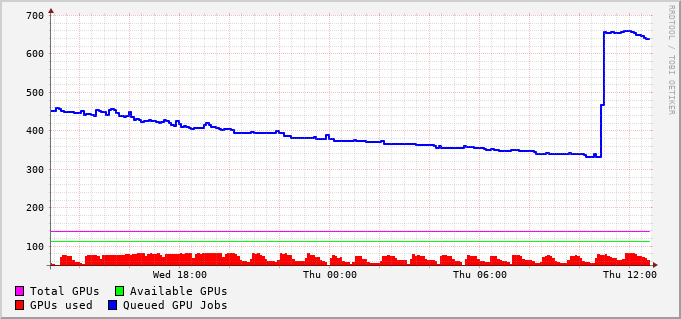 700
600
500
400
300
200
100
Wed 18:00 Thu 00:00 Thu 06:00 Thu 12:00
Total GPUs Available GPUs
GPUs used Queued GPU Jobs
RRDTOOL / TOBI OETIKER